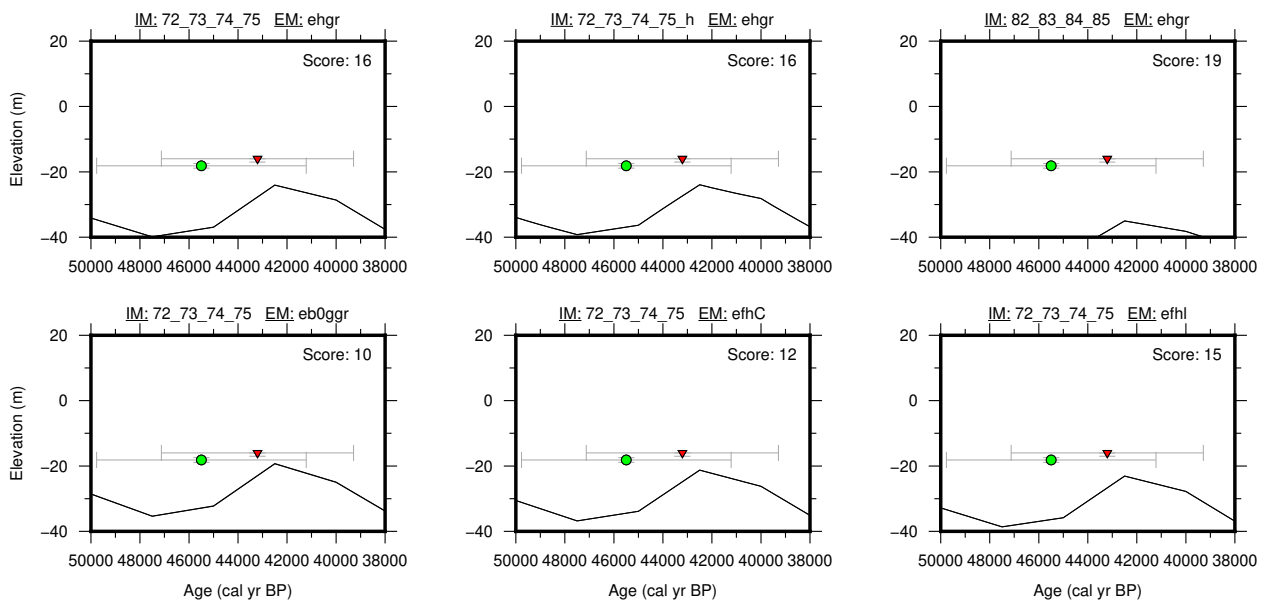 IM: 72_73_74_75 EM: ehgr
IM: 72_73_74_75_h EM: ehgr
IM: 82_83_84_85 EM: ehgr
20
Score: 16
20
Score: 16
20
Score: 19
0
0
0
Elevation (m)
−20
−20
−20
−40
−40
−40
50000 48000 46000 44000 42000 40000 38000
50000 48000 46000 44000 42000 40000 38000
50000 48000 46000 44000 42000 40000 38000
IM: 72_73_74_75 EM: eb0ggr
IM: 72_73_74_75 EM: efhC
IM: 72_73_74_75 EM: efhl
20
Score: 10
20
Score: 12
20
Score: 15
0
0
0
Elevation (m)
−20
−20
−20
−40
−40
−40
50000 48000 46000 44000 42000 40000 38000
50000 48000 46000 44000 42000 40000 38000
50000 48000 46000 44000 42000 40000 38000
Age (cal yr BP)
Age (cal yr BP)
Age (cal yr BP)